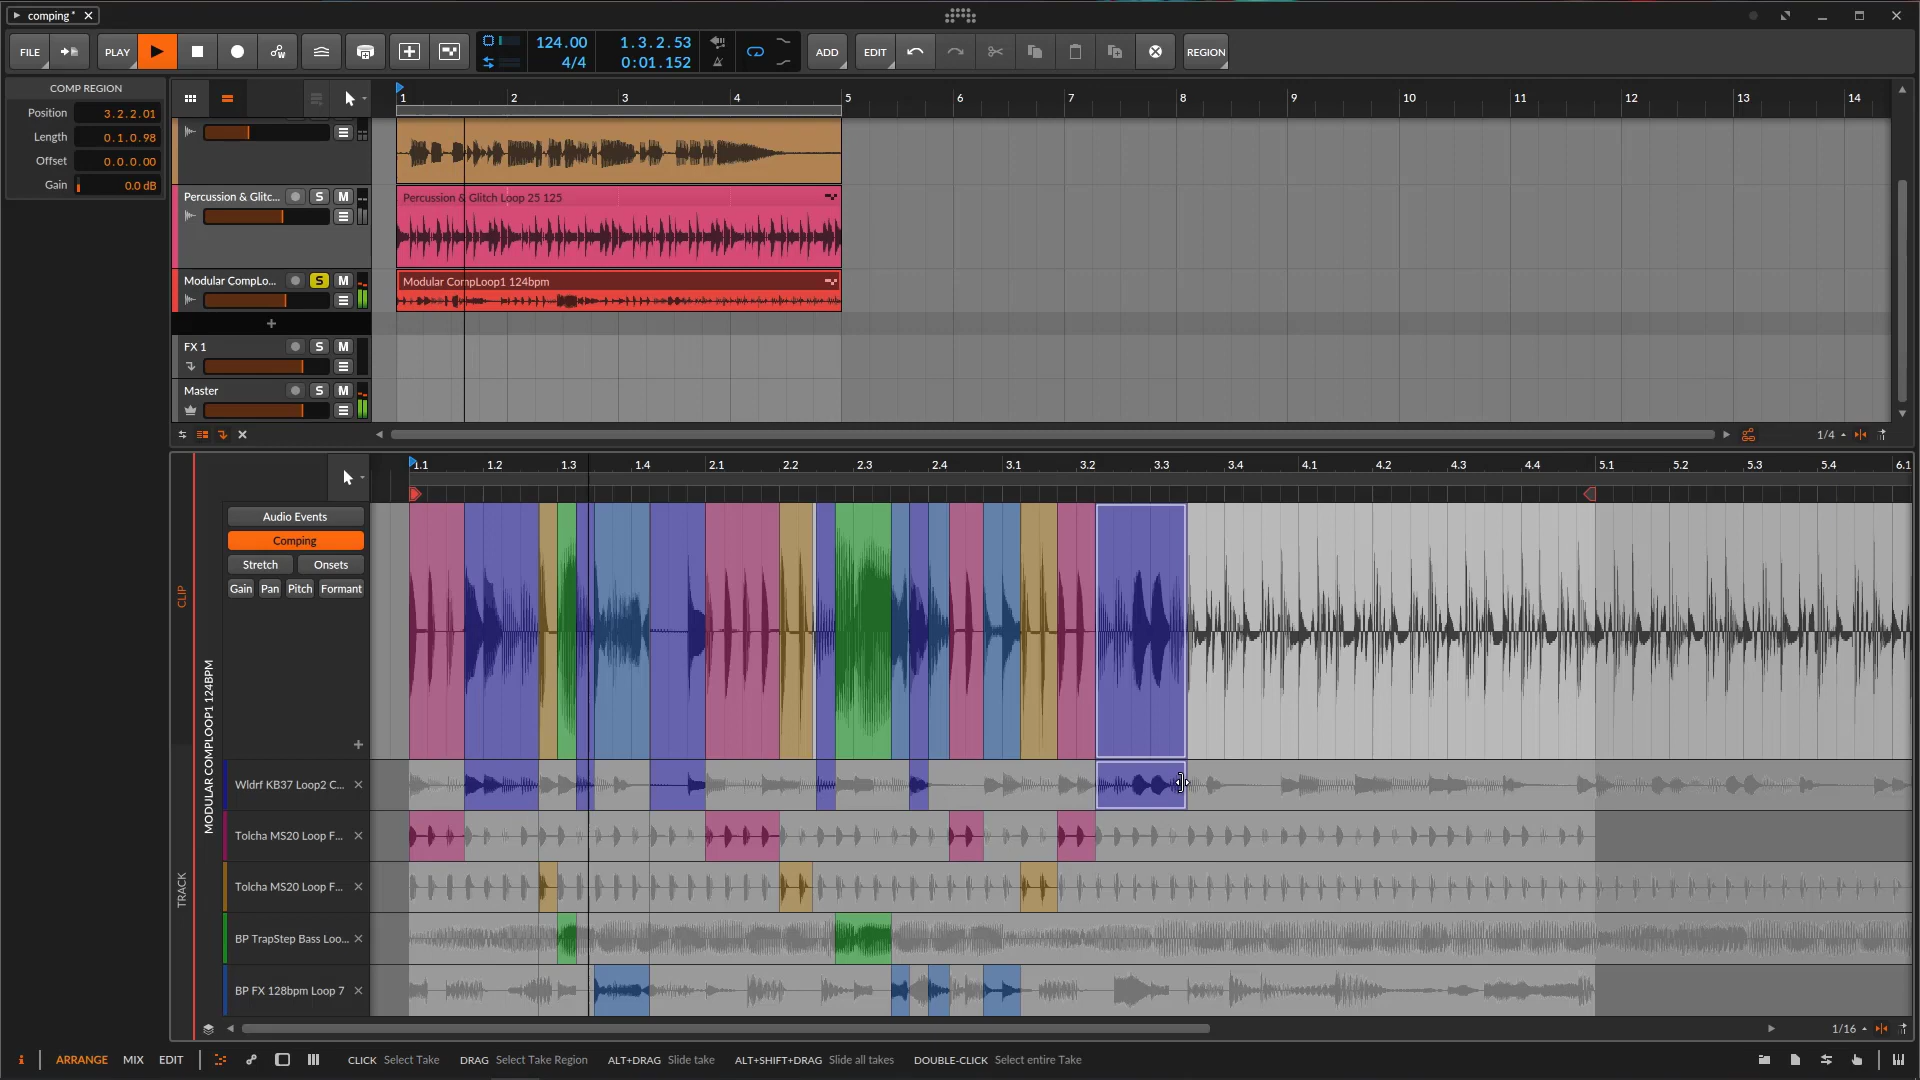 comping*
FILE
PLAY
124.00
4/4
1.3.2.53
0:01.152
ADD
EDIT
REGION
COMP REGION
Position 3.2.2.01
Length 0.1.0.98
Offset 0.0.0.00
Gain 0.0 dB
1 2 3 4 5 6 7 8 9 10 11 12 13 14
Percussion & Glitc... S M
Percussion & Glitch Loop 25 125
Modular CompLo... S M
Modular CompLoop1 124bpm
FX 1 S M
Master S M
1/4
1.1 1.2 1.3 1.4 2.1 2.2 2.3 2.4 3.1 3.2 3.3 3.4 4.1 4.2 4.3 4.4 5.1 5.2 5.3 5.4 6.1
CLIP
TRACK
MODULAR COMPLOOP1 124BPM
Audio Events
Comping
Stretch Onsets
Gain Pan Pitch Formant
Wldrf KB37 Loop2 C...
Tolcha MS20 Loop F...
Tolcha MS20 Loop F...
BP TrapStep Bass Loo...
BP FX 128bpm Loop 7
1/16
ARRANGE MIX EDIT CLICK Select Take DRAG Select Take Region ALT+DRAG Slide take ALT+SHIFT+DRAG Slide all takes DOUBLE-CLICK Select entire Take